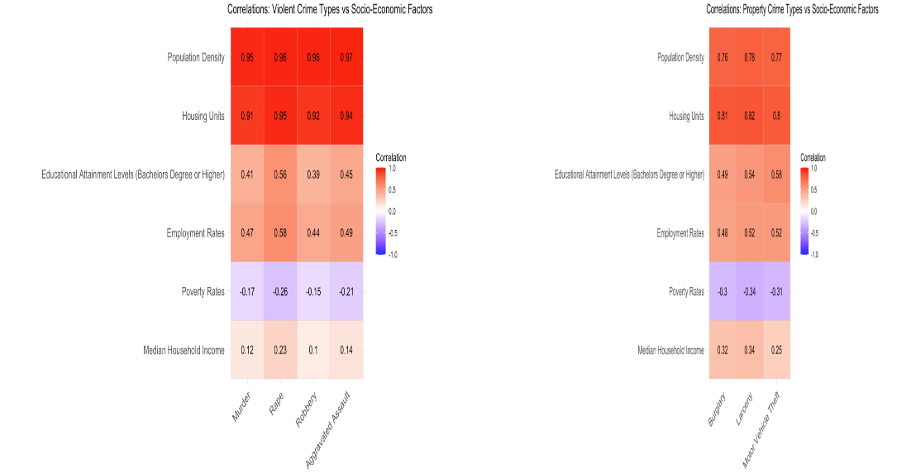 Correlations: Violent Crime Types vs Socio-Economic Factors
Population Density 0.95 0.96 0.96 0.97
Housing Units 0.91 0.95 0.92 0.94
Educational Attainment Levels (Bachelors Degree or Higher) 0.41 0.56 0.39 0.45
Employment Rates 0.47 0.58 0.44 0.49
Poverty Rates -0.17 -0.26 -0.15 -0.21
Median Household Income 0.12 0.23 0.1 0.14
Murder
Rape
Robbery
Aggravated Assault
Correlation
1.0
0.5
0.0
-0.5
-1.0
Correlations: Property Crime Types vs Socio-Economic Factors
Population Density 0.76 0.78 0.77
Housing Units 0.81 0.82 0.8
Educational Attainment Levels (Bachelors Degree or Higher) 0.49 0.54 0.58
Employment Rates 0.48 0.52 0.52
Poverty Rates -0.3 -0.34 -0.31
Median Household Income 0.32 0.34 0.25
Burglary
Larceny
Motor Vehicle Theft
Correlation
1.0
0.5
0.0
-0.5
-1.0